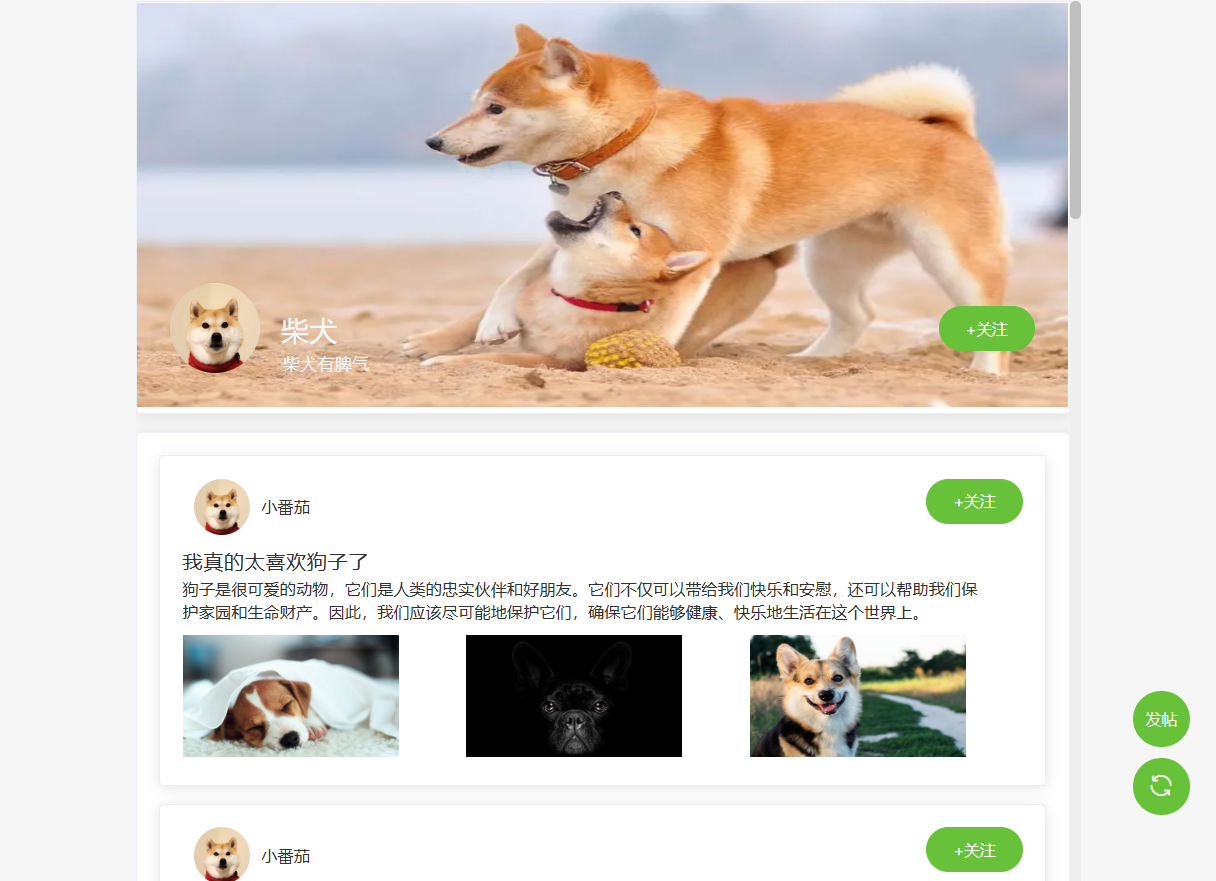 柴犬
柴犬有脾气
+关注
小番茄
+关注
我真的太喜欢狗子了
狗子是很可爱的动物，它们是人类的忠实伙伴和好朋友。它们不仅可以带给我们快乐和安慰，还可以帮助我们保
护家园和生命财产。因此，我们应该尽可能地保护它们，确保它们能够健康、快乐地生活在这个世界上。
发帖
小番茄
+关注